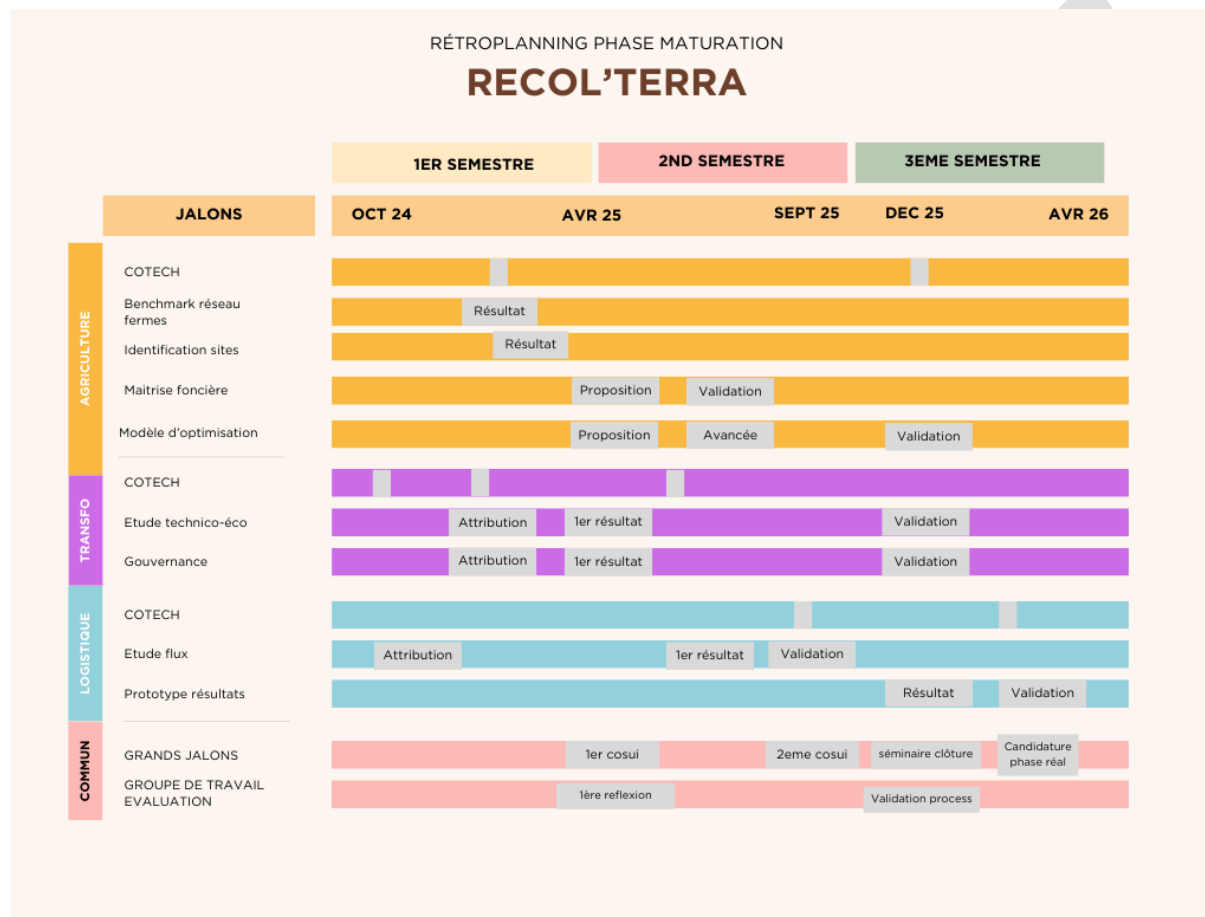 RÉTROPLANNING PHASE MATURATION
RECOL'TERRA
1ER SEMESTRE
2ND SEMESTRE
3EME SEMESTRE
JALONS
OCT 24
AVR 25
SEPT 25
DEC 25
AVR 26
AGRICULTURE
COTECH
Benchmark réseau
fermes
Résultat
Identification sites
Résultat
Maitrise foncière
Proposition
Validation
Modèle d'optimisation
Proposition
Avancée
Validation
TRANSFO
COTECH
Etude technico-éco
Attribution
1er résultat
Validation
Gouvernance
Attribution
1er résultat
Validation
LOGISTIQUE
COTECH
Etude flux
Attribution
1er résultat
Validation
Prototype résultats
Résultat
Validation
COMMUN
GRANDS JALONS
1er cosui
2eme cosui
séminaire clôture
Candidature
phase réal
GROUPE DE TRAVAIL
EVALUATION
1ère reflexion
Validation process